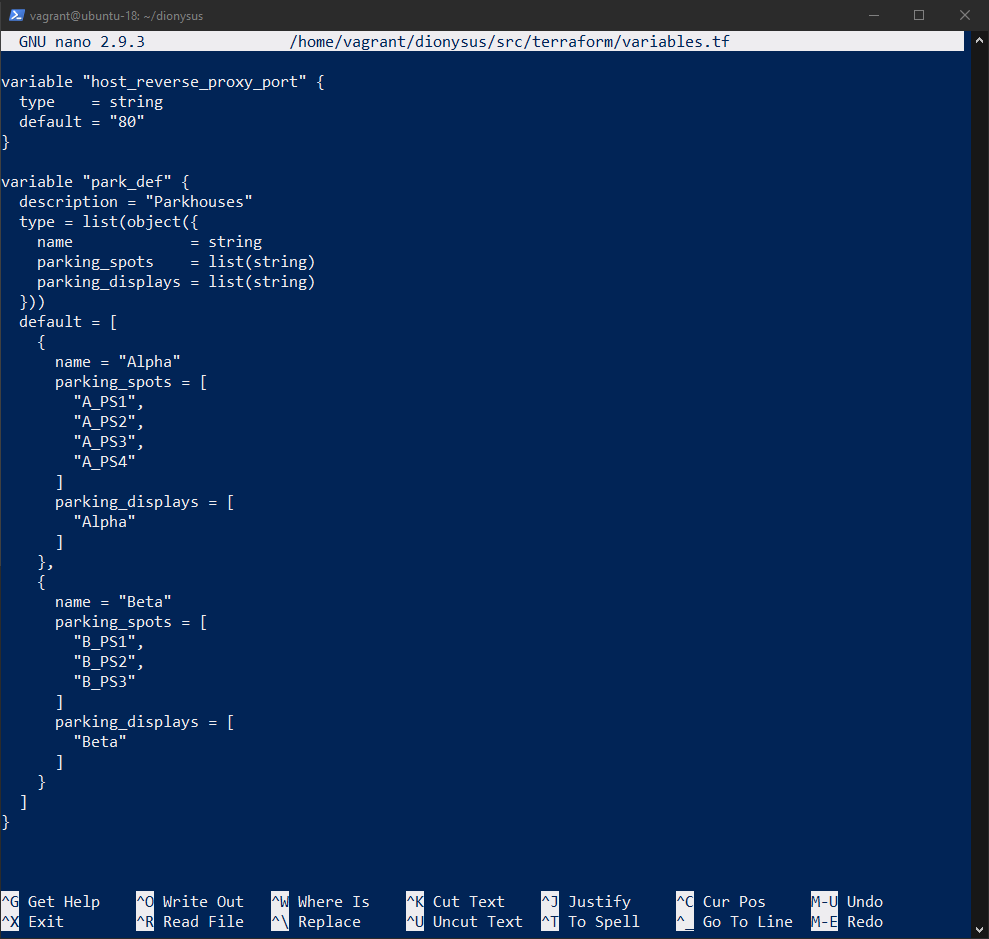 vagrant@ubuntu-18: ~/dionysus
GNU nano 2.9.3 /home/vagrant/dionysus/src/terraform/variables.tf
variable "host_reverse_proxy_port" {
  type    = string
  default = "80"
}
variable "park_def" {
  description = "Parkhouses"
  type = list(object({
    name             = string
    parking_spots    = list(string)
    parking_displays = list(string)
  }))
  default = [
    {
      name = "Alpha"
      parking_spots = [
        "A_PS1",
        "A_PS2",
        "A_PS3",
        "A_PS4"
      ]
      parking_displays = [
        "Alpha"
      ]
    },
    {
      name = "Beta"
      parking_spots = [
        "B_PS1",
        "B_PS2",
        "B_PS3"
      ]
      parking_displays = [
        "Beta"
      ]
    }
  ]
}
^G Get Help ^O Write Out ^W Where Is ^K Cut Text ^J Justify ^C Cur Pos M-U Undo
^X Exit ^R Read File ^\ Replace ^U Uncut Text ^T To Spell ^_ Go To Line M-E Redo